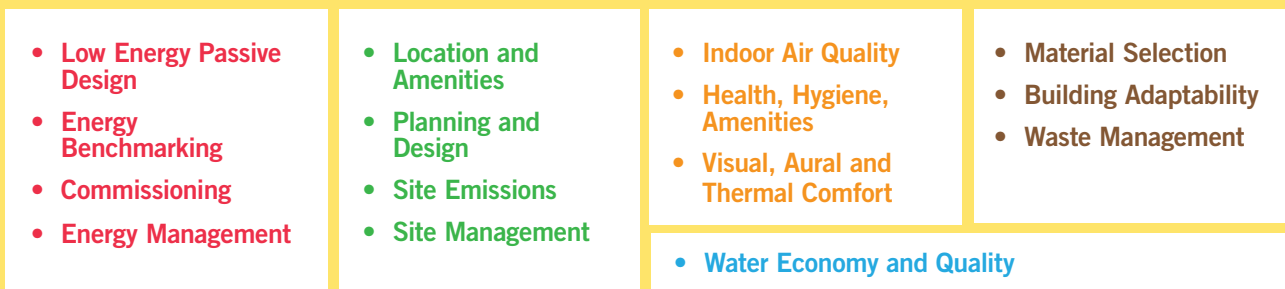 • Low Energy Passive
Design
• Energy
Benchmarking
• Commissioning
• Energy Management
• Location and
Amenities
• Planning and
Design
• Site Emissions
• Site Management
• Indoor Air Quality
• Health, Hygiene,
Amenities
• Visual, Aural and
Thermal Comfort
• Material Selection
• Building Adaptability
• Waste Management
• Water Economy and Quality